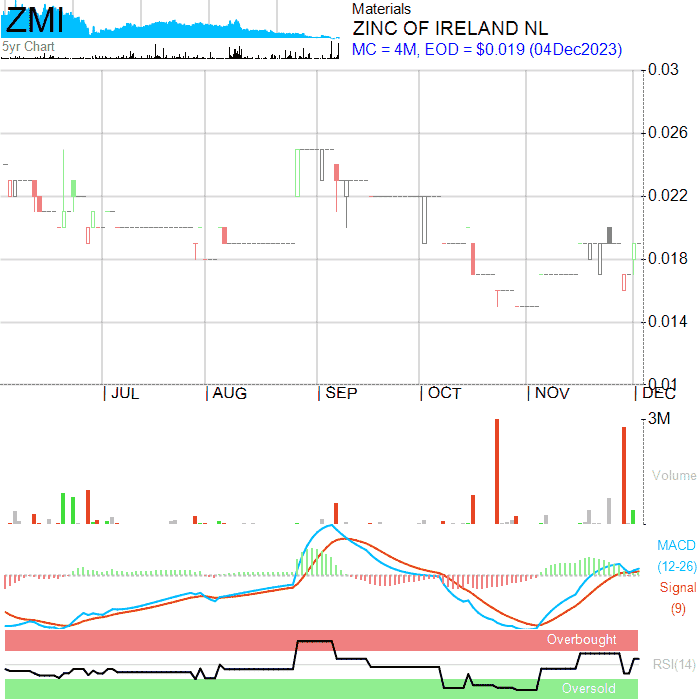 ZMI
5yr Chart
Materials
ZINC OF IRELAND NL
MC = 4M, EOD = $0.019 (04Dec2023)
0.03
0.026
0.022
0.018
0.014
0.01
JUL
AUG
SEP
OCT
NOV
DEC
3M
Volume
MACD
(12-26)
Signal
(9)
Overbought
RSI(14)
Oversold